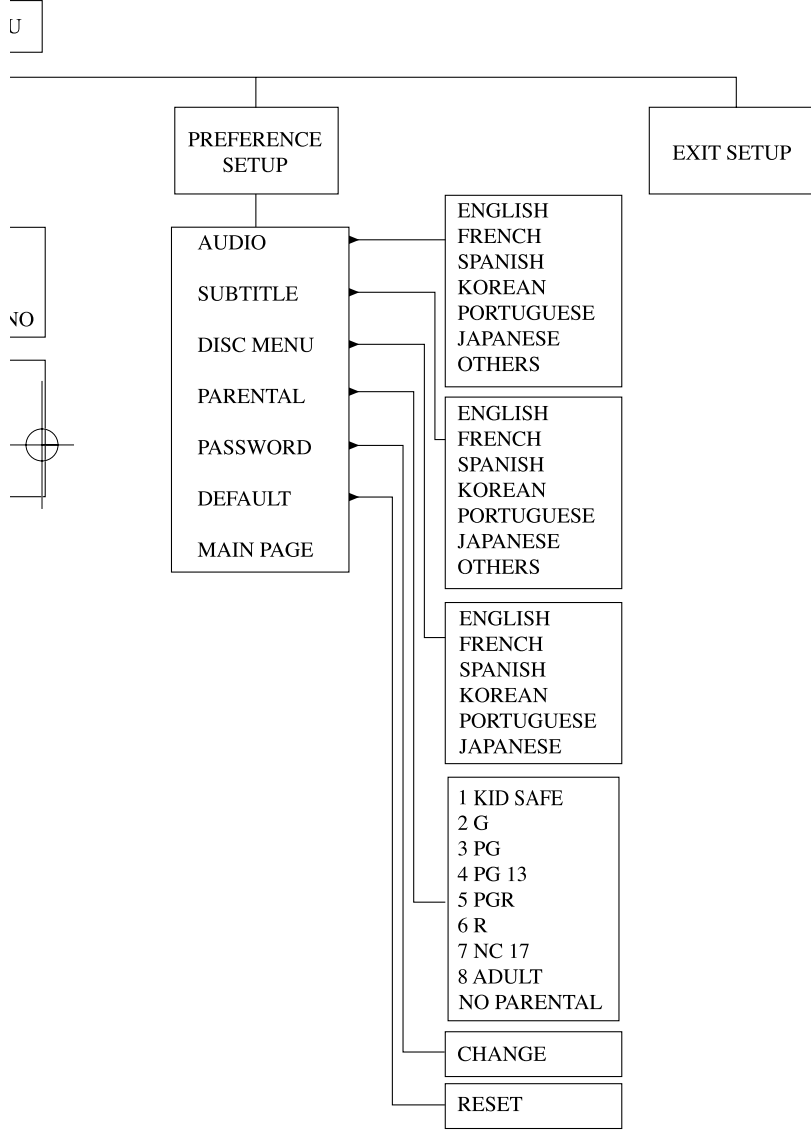 U
PREFERENCE
SETUP
EXIT SETUP
NO
AUDIO
SUBTITLE
DISC MENU
PARENTAL
PASSWORD
DEFAULT
MAIN PAGE
ENGLISH
FRENCH
SPANISH
KOREAN
PORTUGUESE
JAPANESE
OTHERS
ENGLISH
FRENCH
SPANISH
KOREAN
PORTUGUESE
JAPANESE
OTHERS
ENGLISH
FRENCH
SPANISH
KOREAN
PORTUGUESE
JAPANESE
1 KID SAFE
2 G
3 PG
4 PG 13
5 PGR
6 R
7 NC 17
8 ADULT
NO PARENTAL
CHANGE
RESET